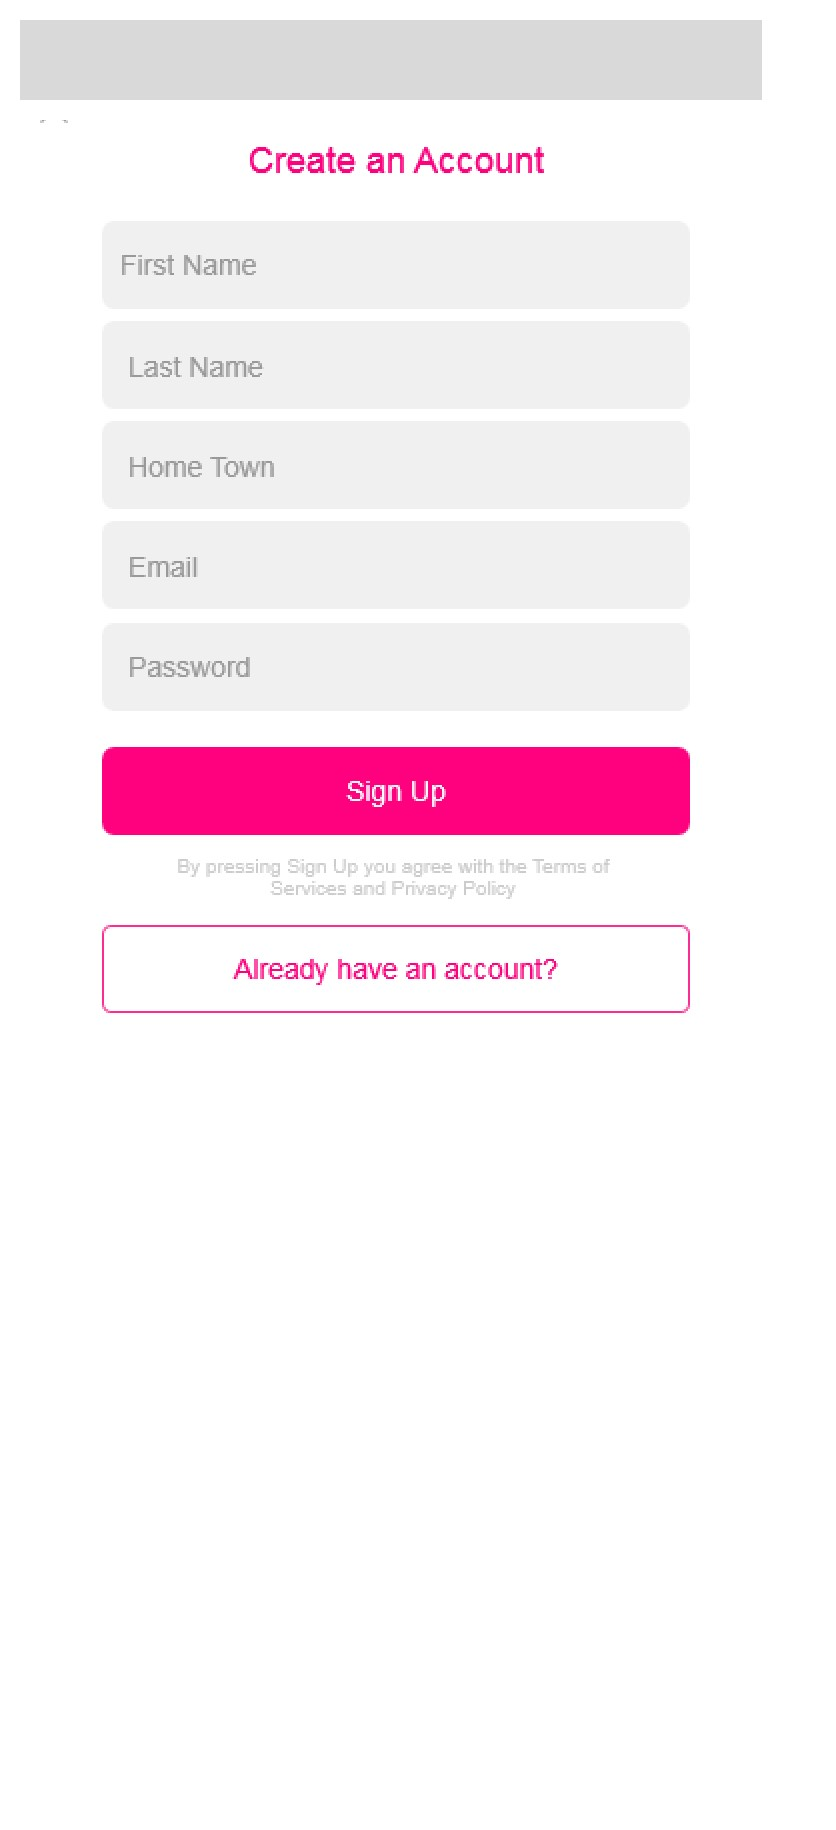 Create an Account
First Name
Last Name
Home Town
Email
Password
Sign Up
By pressing Sign Up you agree with the Terms of
Services and Privacy Policy
Already have an account?